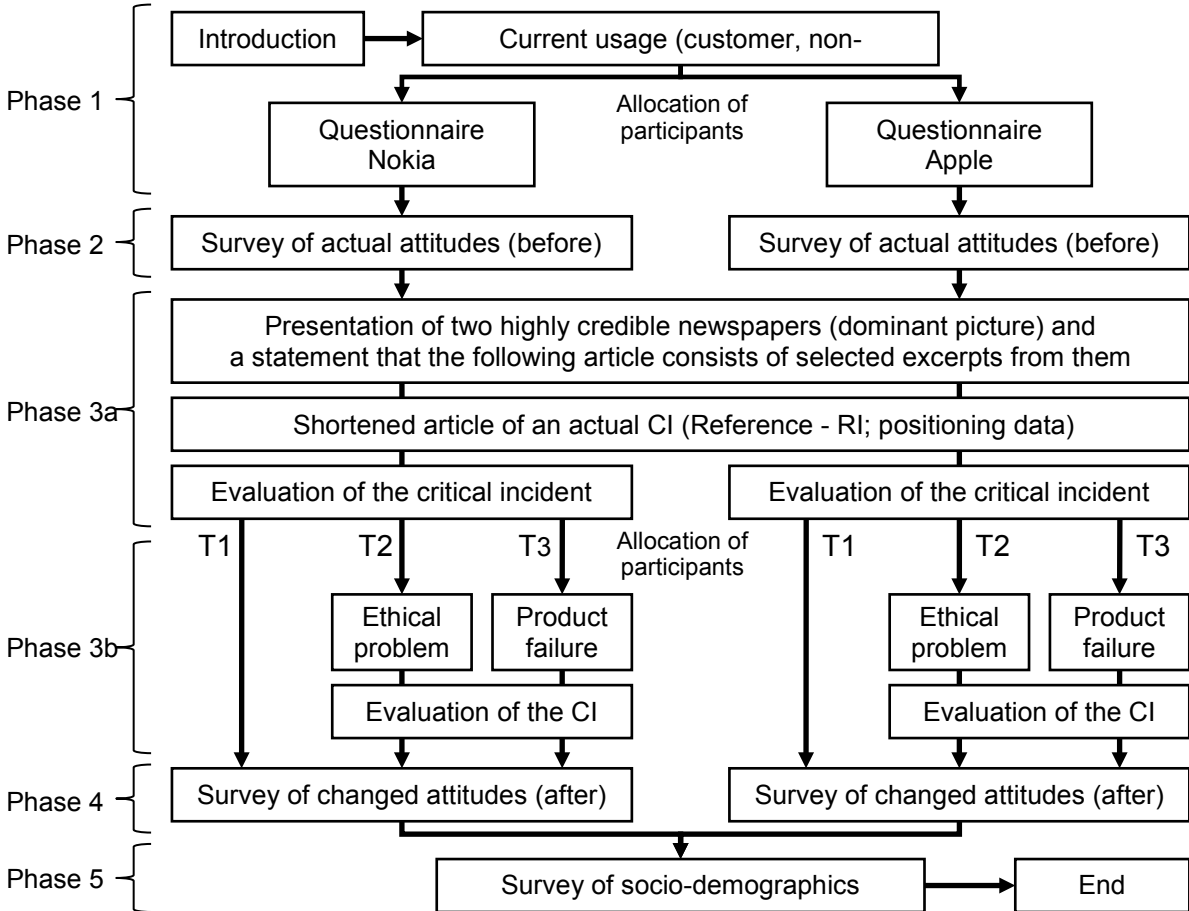 Introduction
Current usage (customer, non-
Phase 1
Allocation of
participants
Questionnaire
Nokia
Questionnaire
Apple
Phase 2
Survey of actual attitudes (before)
Survey of actual attitudes (before)
Presentation of two highly credible newspapers (dominant picture) and
a statement that the following article consists of selected excerpts from them
Phase 3a
Shortened article of an actual CI (Reference - RI; positioning data)
Evaluation of the critical incident
Evaluation of the critical incident
T1
T2
T3
Allocation of
participants
T1
T2
T3
Phase 3b
Ethical
problem
Product
failure
Ethical
problem
Product
failure
Evaluation of the CI
Evaluation of the CI
Phase 4
Survey of changed attitudes (after)
Survey of changed attitudes (after)
Phase 5
Survey of socio-demographics
End